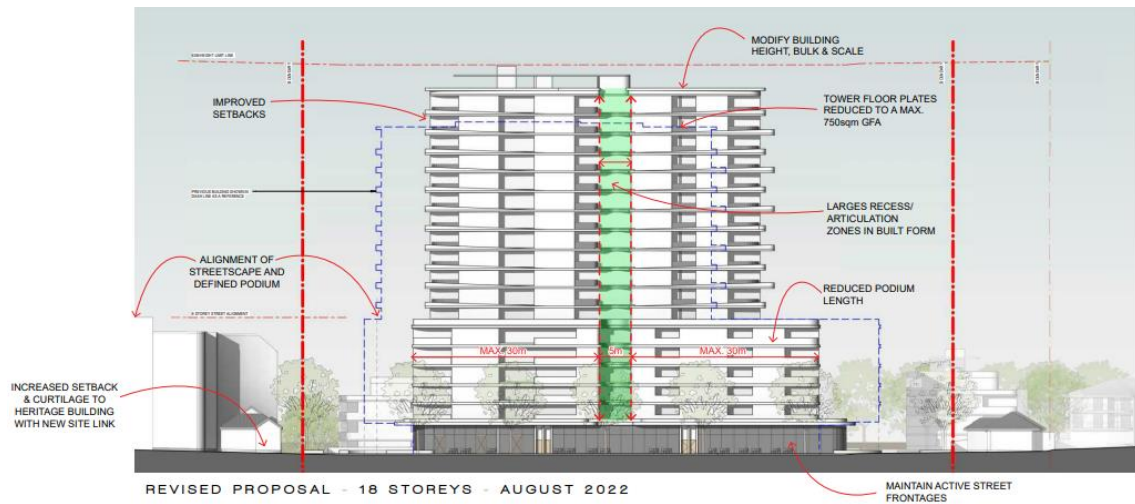 MODIFY BUILDING
HEIGHT, BULK & SCALE
IMPROVED
SETBACKS
TOWER FLOOR PLATES
REDUCED TO A MAX.
750sqm GFA
LARGES RECESS/
ARTICULATION
ZONES IN BUILT FORM
ALIGNMENT OF
STREETSCAPE AND
DEFINED PODIUM
REDUCED PODIUM
LENGTH
MAX. 30m
5m
MAX. 30m
INCREASED SETBACK
& CURTILAGE TO
HERITAGE BUILDING
WITH NEW SITE LINK
REVISED PROPOSAL - 18 STOREYS - AUGUST 2022
MAINTAIN ACTIVE STREET
FRONTAGES